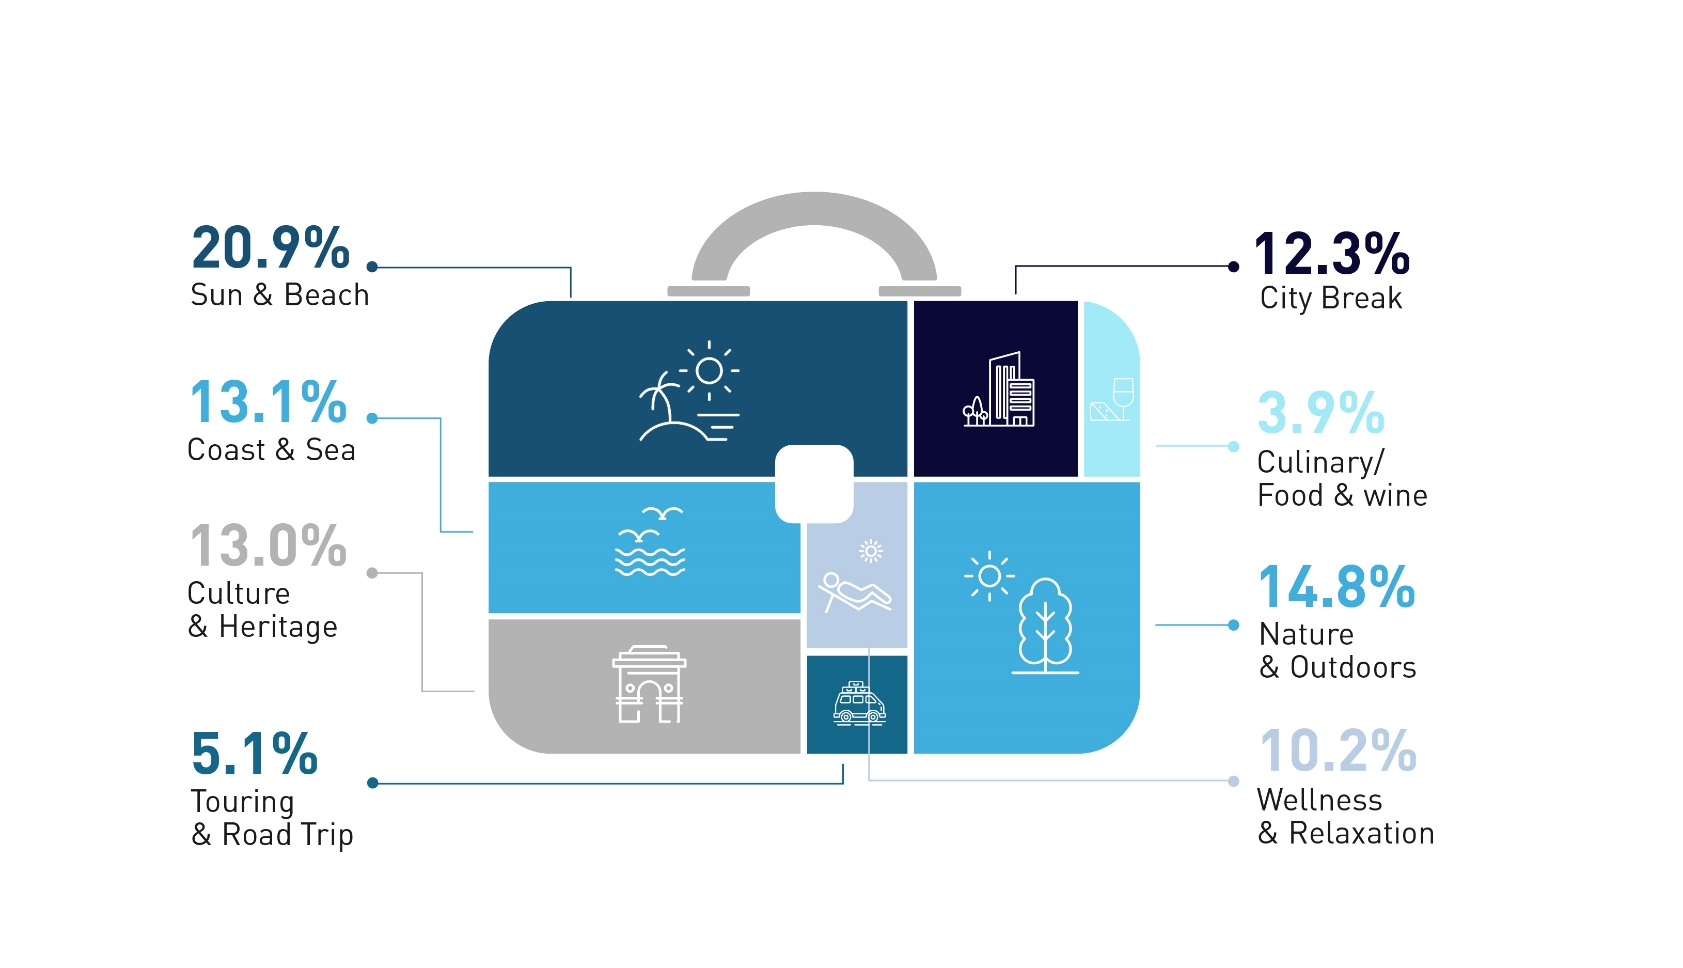 20.9%
Sun & Beach
13.1%
Coast & Sea
13.0%
Culture
& Heritage
5.1%
Touring
& Road Trip
12.3%
City Break
3.9%
Culinary/
Food & wine
14.8%
Nature
& Outdoors
10.2%
Wellness
& Relaxation